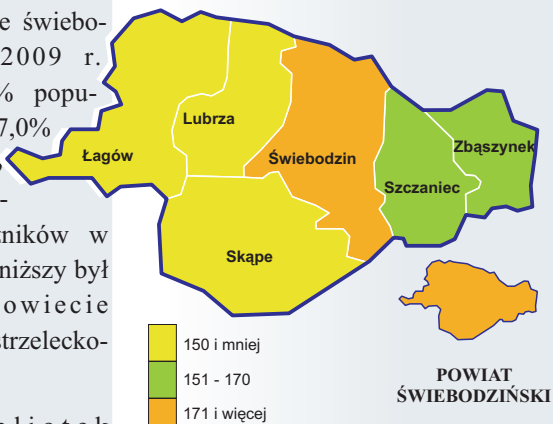 e świebo-
2009 r.
% popu-
7,0%
-
ników w
niższy był
owiecie
strzelecko-
Łagów
Lubrza
Świebodzin
Zbąszynek
Szczaniec
Skąpe
150 i mniej
151 - 170
171 i więcej
POWIAT
ŚWIEBODZIŃSKI